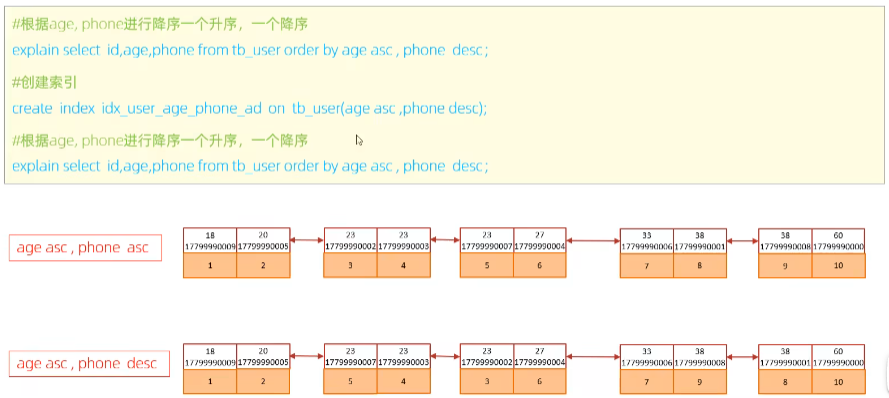 #根据age, phone进行降序一个升序，一个降序
explain select id,age,phone from tb_user order by age asc , phone desc ;
#创建索引
create index idx_user_age_phone_ad on tb_user(age asc ,phone desc);
#根据age, phone进行降序一个升序，一个降序
explain select id,age,phone from tb_user order by age asc , phone desc ;
age asc , phone asc
18 20 23 23 23 27 33 38 38 60
17799990009 17799990005 17799990002 17799990003 17799990007 17799990004 17799990006 17799990001 17799990008 17799990000
1 2 3 4 5 6 7 8 9 10
age asc , phone desc
18 20 23 23 23 27 33 38 38 60
17799990009 17799990005 17799990007 17799990003 17799990002 17799990004 17799990006 17799990008 17799990001 17799990000
1 2 5 4 3 6 7 9 8 10